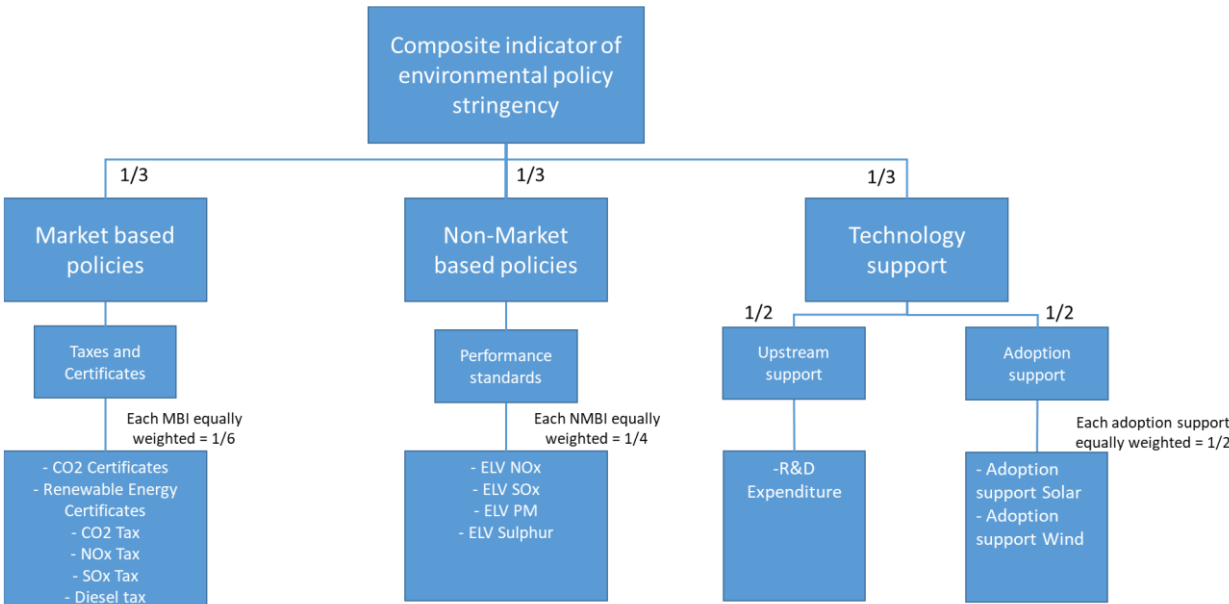 Composite indicator of
environmental policy
stringency
1/3
1/3
1/3
Market based
policies
Non-Market
based policies
Technology
support
1/2
1/2
Taxes and
Certificates
Performance
standards
Upstream
support
Adoption
support
Each MBI equally
weighted = 1/6
Each NMBI equally
weighted = 1/4
Each adoption support
equally weighted = 1/2
- CO2 Certificates
- Renewable Energy
Certificates
- CO2 Tax
- NOx Tax
- SOx Tax
- Diesel tax
- ELV NOx
- ELV SOx
- ELV PM
- ELV Sulphur
-R&D
Expenditure
- Adoption
support Solar
- Adoption
support Wind